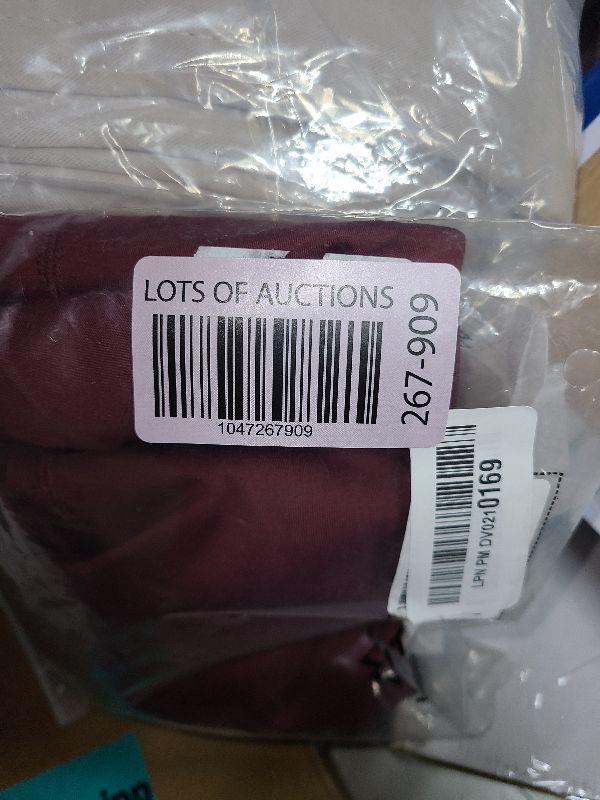 LOTS OF AUCTIONS
1047267909
267-909
LPN PM DV0210169